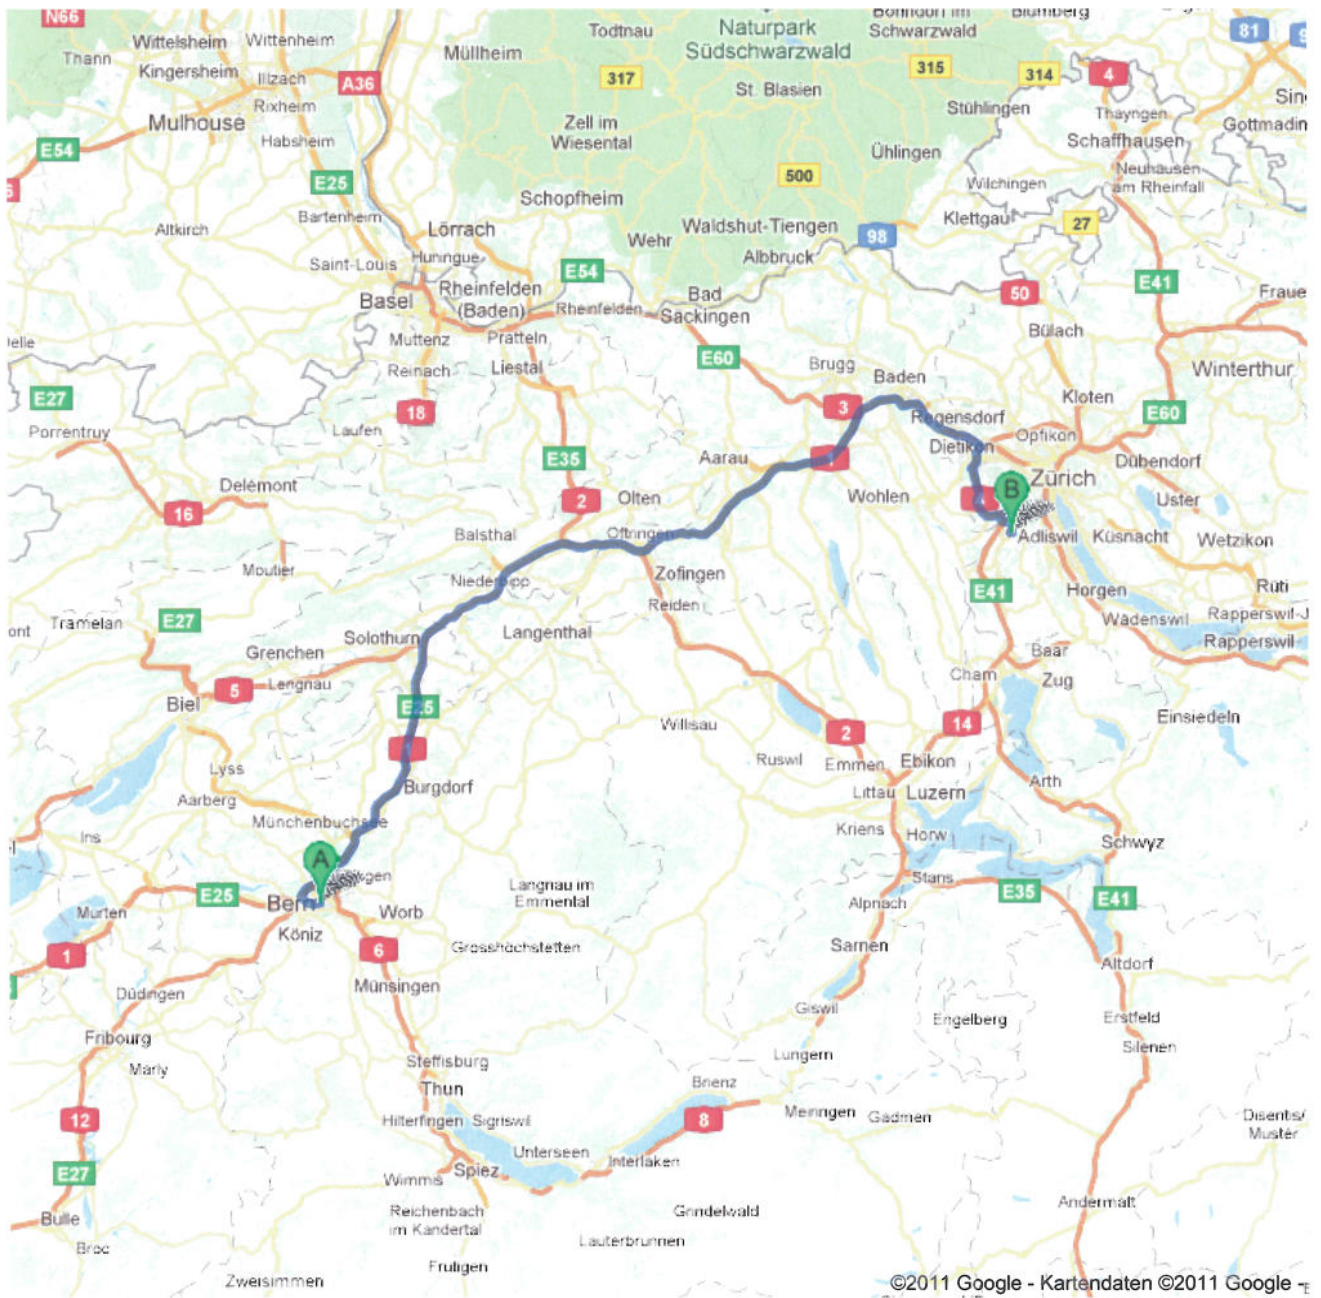 N66
Wittelsheim
Wittenheim
Thann
Kingersheim
Illzach
A36
Rixheim
Mulhouse
Habsheim
E54
E25
Bartenheim
Altkirch
Saint-Louis
Müllheim
Todtnau
Naturpark
Südschwarzwald
Bonndorf im
Schwarzwald
Blumberg
81
317
315
314
4
St. Blasien
Stühlingen
Thayngen
Gottmadin
Zell im
Wiesental
Schaffhausen
Ühlingen
500
Wilchingen
Neuhausen
am Rheinfall
Schopfheim
Klettgau
27
Lörrach
Wehr
Waldshut-Tiengen
98
Albbruck
Huningue
E54
Rheinfelden
(Baden)
Basel
Rheinfelden
Bad
Säckingen
50
E41
Fraue
Muttenz
Pratteln
Bülach
Reinach
Liestal
E60
Brugg
Baden
Winterthur
E27
18
3
Kloten
E60
Porrentruy
Laufen
Regensdorf
Opfikon
Dietikon
E35
Aarau
Dübendorf
Delémont
Olten
Wohlen
B
Zürich
Uster
16
2
Balsthal
Oftringen
Adliswil
Küsnacht
Wetzikon
Moutier
Niederbipp
Zofingen
E41
Horgen
Rüti
Reiden
Wädenswil
Rapperswil-J
Tramelan
E27
Solothurn
Langenthal
Rapperswil-
Grenchen
Baar
5
Lengnau
Cham
Zug
Biel
E25
Willisau
14
Einsiedeln
2
Ruswil
Emmen
Ebikon
Lyss
Burgdorf
Arth
Aarberg
Littau
Luzern
Münchenbuchsee
Kriens
Horw
Schwyz
Ins
A
Langnau im
Emmental
Stans
E25
Bern
Worb
Alpnach
E35
E41
Murten
Köniz
Grosshöchstetten
Sarnen
1
6
Altdorf
Münsingen
Düdingen
Giswil
Engelberg
Erstfeld
Fribourg
Silenen
Marly
Steffisburg
Lungern
Thun
Brienz
Hilterfingen
Sigriswil
Meiringen
Gadmen
12
8
Disentis/
Mustér
Unterseen
Interlaken
E27
Wimmis
Spiez
Andermatt
Bulle
Reichenbach
im Kandertal
Grindelwald
Broc
Lauterbrunnen
Frutigen
Zweisimmen
©2011 Google - Kartendaten ©2011 Google -